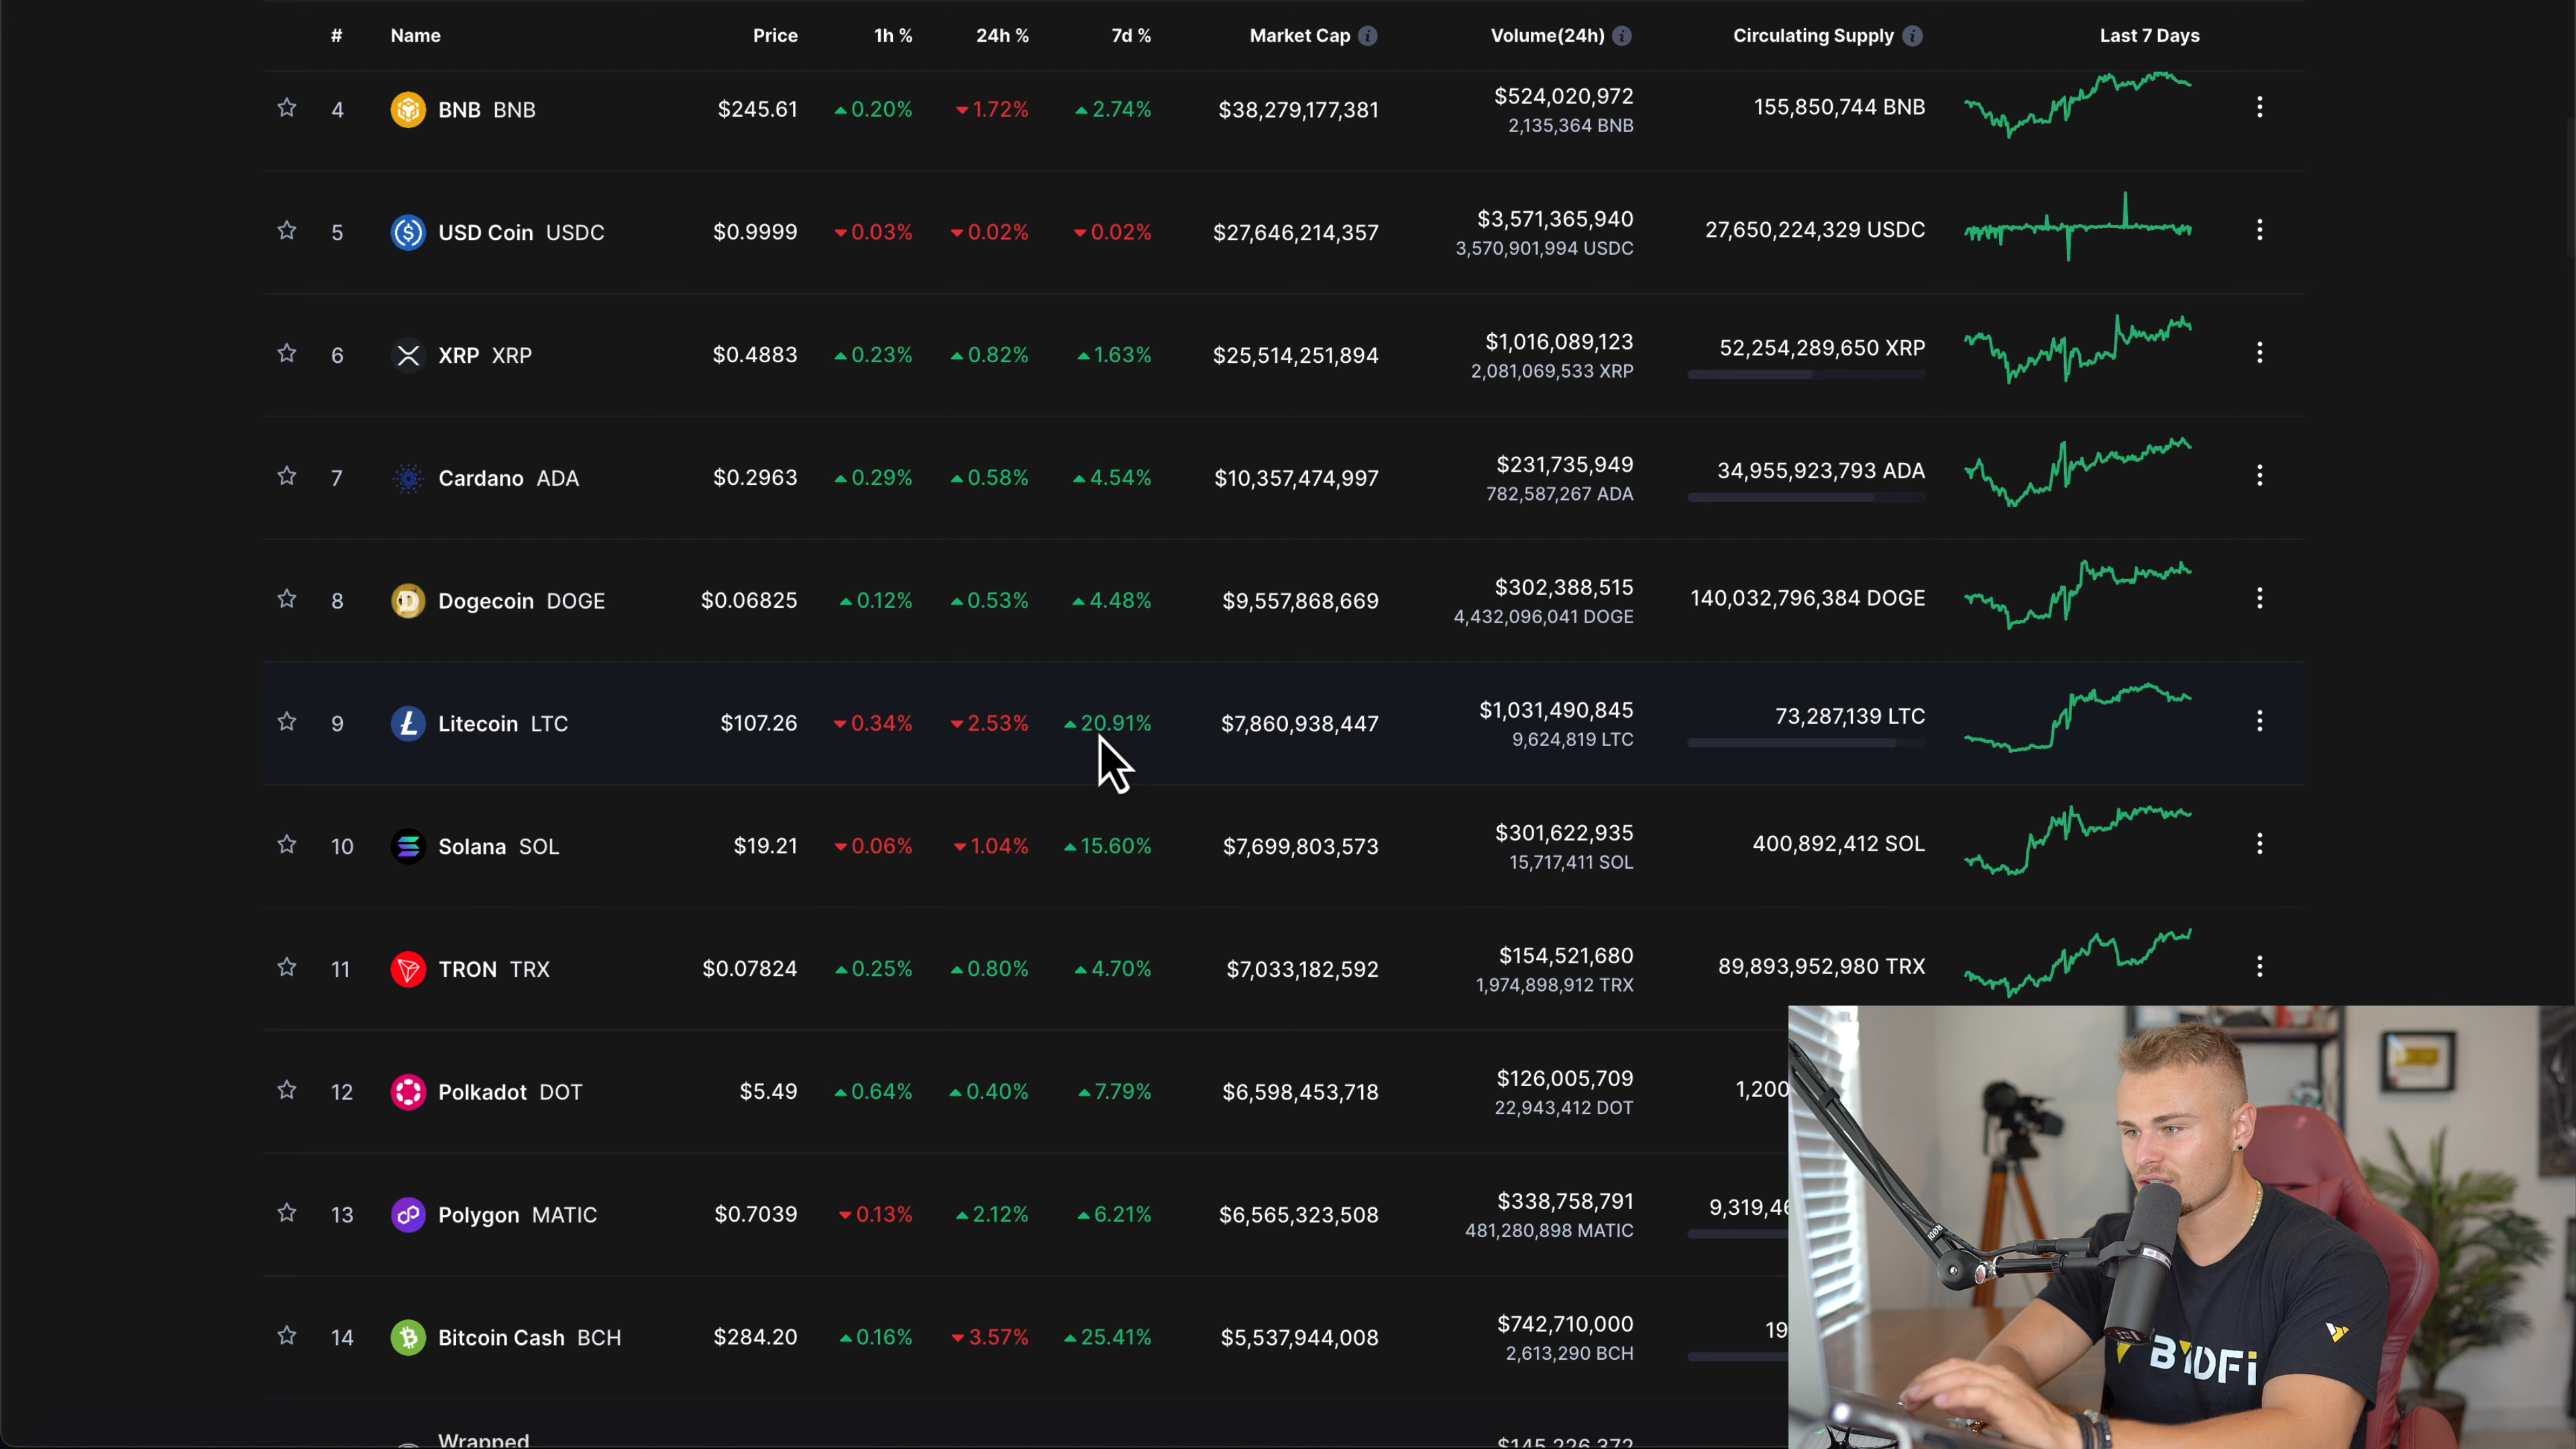 # Name Price 1h % 24h % 7d % Market Cap Volume(24h) Circulating Supply Last 7 Days
4 BNB BNB $245.61 0.20% 1.72% 2.74% $38,279,177,381 $524,020,972 155,850,744 BNB
2,135,364 BNB
5 USD Coin USDC $0.9999 0.03% 0.02% 0.02% $27,646,214,357 $3,571,365,940 27,650,224,329 USDC
3,570,901,994 USDC
6 XRP XRP $0.4883 0.23% 0.82% 1.63% $25,514,251,894 $1,016,089,123 52,254,289,650 XRP
2,081,069,533 XRP
7 Cardano ADA $0.2963 0.29% 0.58% 4.54% $10,357,474,997 $231,735,949 34,955,923,793 ADA
782,587,267 ADA
8 Dogecoin DOGE $0.06825 0.12% 0.53% 4.48% $9,557,868,669 $302,388,515 140,032,796,384 DOGE
4,432,096,041 DOGE
9 Litecoin LTC $107.26 0.34% 2.53% 20.91% $7,860,938,447 $1,031,490,845 73,287,139 LTC
9,624,819 LTC
10 Solana SOL $19.21 0.06% 1.04% 15.60% $7,699,803,573 $301,622,935 400,892,412 SOL
15,717,411 SOL
11 TRON TRX $0.07824 0.25% 0.80% 4.70% $7,033,182,592 $154,521,680 89,893,952,980 TRX
1,974,898,912 TRX
12 Polkadot DOT $5.49 0.64% 0.40% 7.79% $6,598,453,718 $126,005,709 1,200
22,943,412 DOT
13 Polygon MATIC $0.7039 0.13% 2.12% 6.21% $6,565,323,508 $338,758,791 9,319,46
481,280,898 MATIC
14 Bitcoin Cash BCH $284.20 0.16% 3.57% 25.41% $5,537,944,008 $742,710,000 19
2,613,290 BCH
Wrapped $145,226,372
RODE
BYDFi